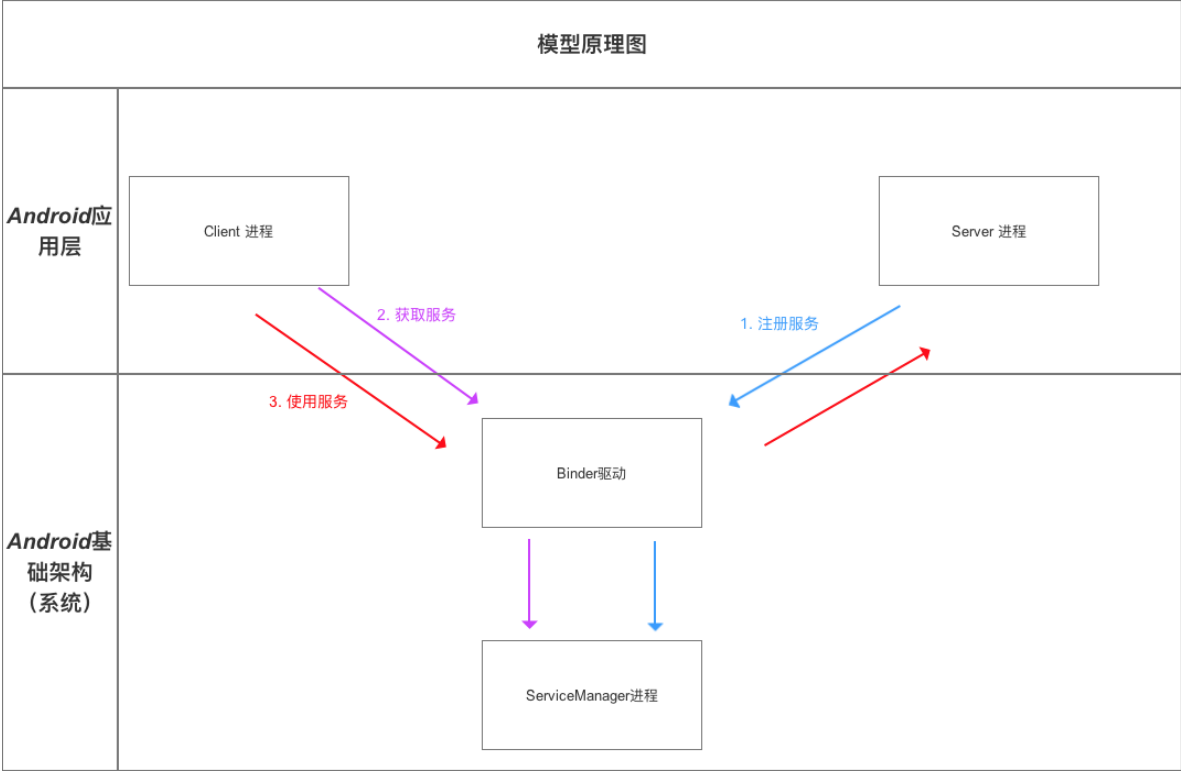 模型原理图
Android应
用层
Client 进程
Server 进程
2. 获取服务
1. 注册服务
3. 使用服务
Binder驱动
Android基
础架构
（系统）
ServiceManager进程